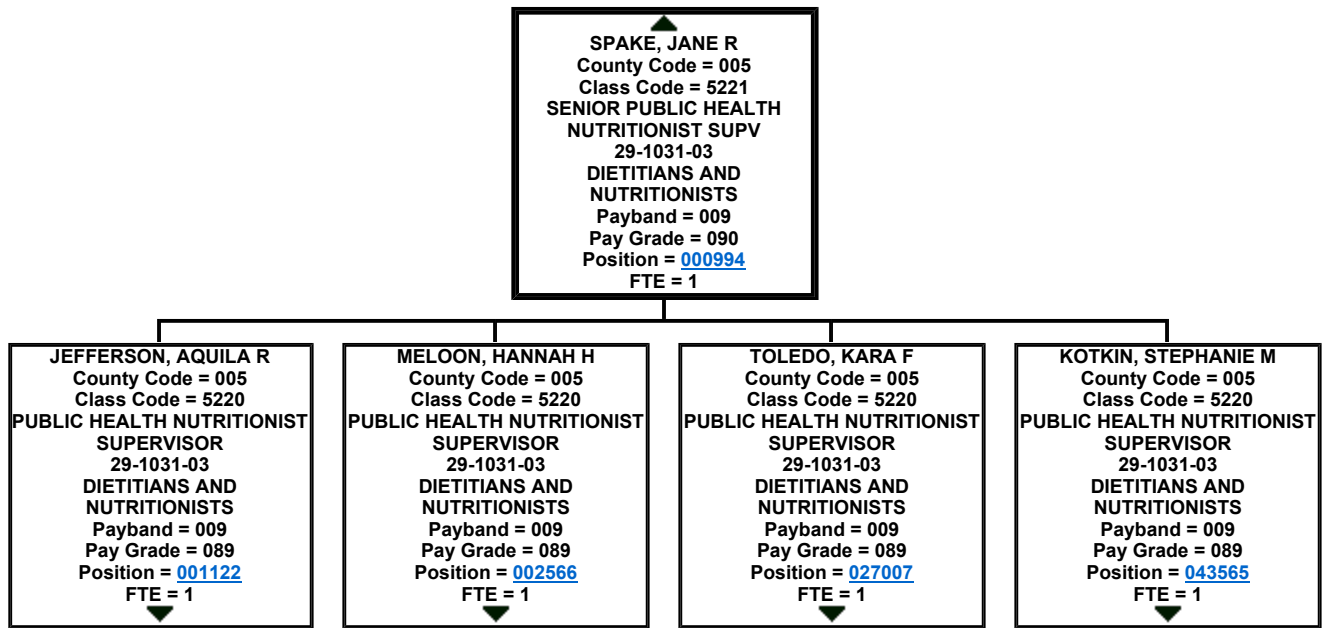 SPAKE, JANE R
County Code = 005
Class Code = 5221
SENIOR PUBLIC HEALTH
NUTRITIONIST SUPV
29-1031-03
DIETITIANS AND
NUTRITIONISTS
Payband = 009
Pay Grade = 090
Position = 000994
FTE = 1
JEFFERSON, AQUILA R
County Code = 005
Class Code = 5220
PUBLIC HEALTH NUTRITIONIST
SUPERVISOR
29-1031-03
DIETITIANS AND
NUTRITIONISTS
Payband = 009
Pay Grade = 089
Position = 001122
FTE = 1
MELOON, HANNAH H
County Code = 005
Class Code = 5220
PUBLIC HEALTH NUTRITIONIST
SUPERVISOR
29-1031-03
DIETITIANS AND
NUTRITIONISTS
Payband = 009
Pay Grade = 089
Position = 002566
FTE = 1
TOLEDO, KARA F
County Code = 005
Class Code = 5220
PUBLIC HEALTH NUTRITIONIST
SUPERVISOR
29-1031-03
DIETITIANS AND
NUTRITIONISTS
Payband = 009
Pay Grade = 089
Position = 027007
FTE = 1
KOTKIN, STEPHANIE M
County Code = 005
Class Code = 5220
PUBLIC HEALTH NUTRITIONIST
SUPERVISOR
29-1031-03
DIETITIANS AND
NUTRITIONISTS
Payband = 009
Pay Grade = 089
Position = 043565
FTE = 1